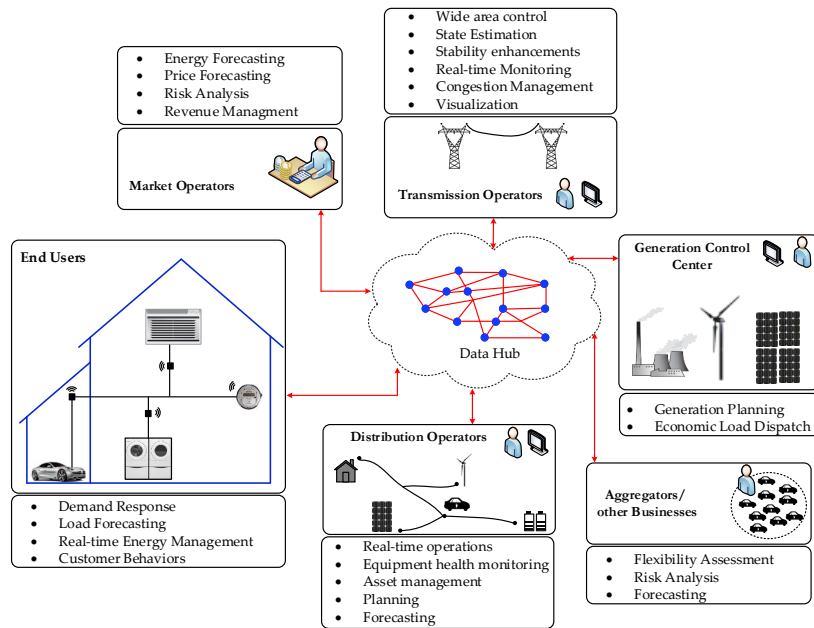 • Energy Forecasting
• Price Forecasting
• Risk Analysis
• Revenue Managment
Market Operators
• Wide area control
• State Estimation
• Stability enhancements
• Real-time Monitoring
• Congestion Management
• Visualization
Transmission Operators
End Users
• Demand Response
• Load Forecasting
• Real-time Energy Management
• Customer Behaviors
Data Hub
Generation Control
Center
• Generation Planning
• Economic Load Dispatch
Distribution Operators
• Real-time operations
• Equipment health monitoring
• Asset management
• Planning
• Forecasting
Aggregators/
other Businesses
• Flexibility Assessment
• Risk Analysis
• Forecasting